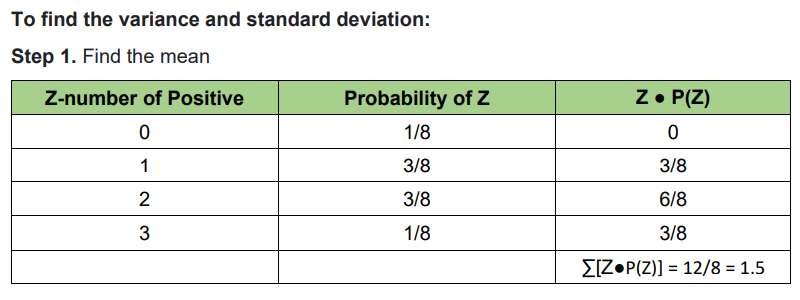 To find the variance and standard deviation:
Step 1. Find the mean
Z-number of Positive Probability of Z Z ● P(Z)
0 1/8 0
1 3/8 3/8
2 3/8 6/8
3 1/8 3/8
∑[Z●P(Z)] = 12/8 = 1.5